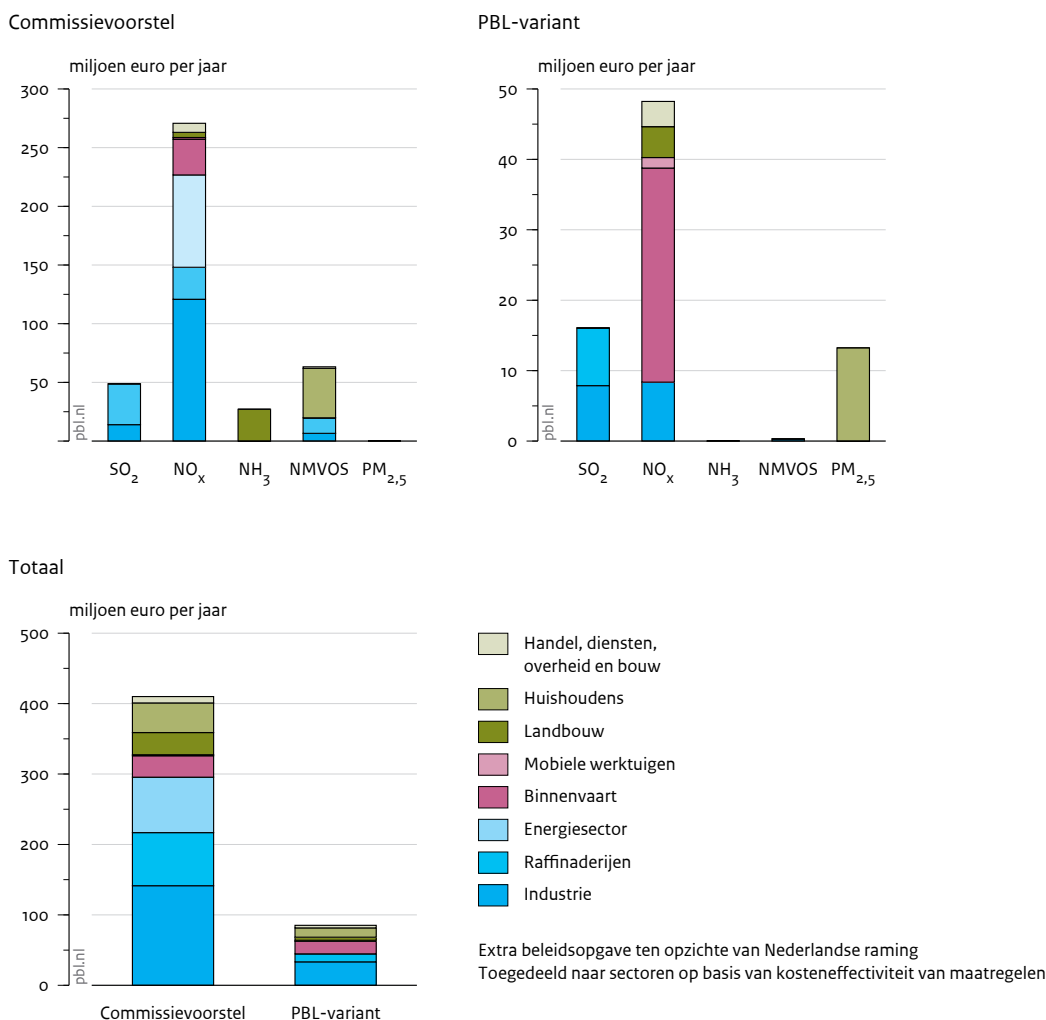 Commissievoorstel
miljoen euro per jaar
300
250
200
150
100
50
pbl.nl
SO2
NOx
NH3
NMVOS
PM2,5
PBL-variant
miljoen euro per jaar
50
40
30
20
10
0
pbl.nl
SO2
NOx
NH3
NMVOS
PM2,5
Totaal
miljoen euro per jaar
500
400
300
200
100
0
pbl.nl
Commissievoorstel
PBL-variant
Handel, diensten,
overheid en bouw
Huishoudens
Landbouw
Mobiele werktuigen
Binnenvaart
Energiesector
Raffinaderijen
Industrie
Extra beleidsopgave ten opzichte van Nederlandse raming
Toegedeeld naar sectoren op basis van kosteneffectiviteit van maatregelen